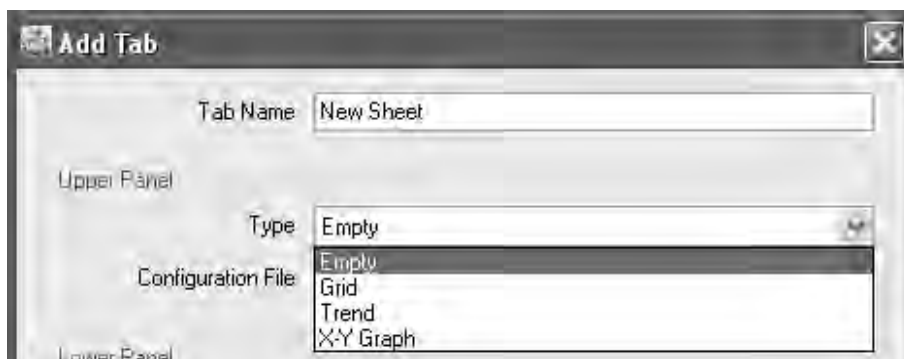 Add Tab
Tab Name New Sheet
Upper Panel
Type Empty
Empty
Configuration File
Grid
Trend
X-Y Graph
Lower Panel